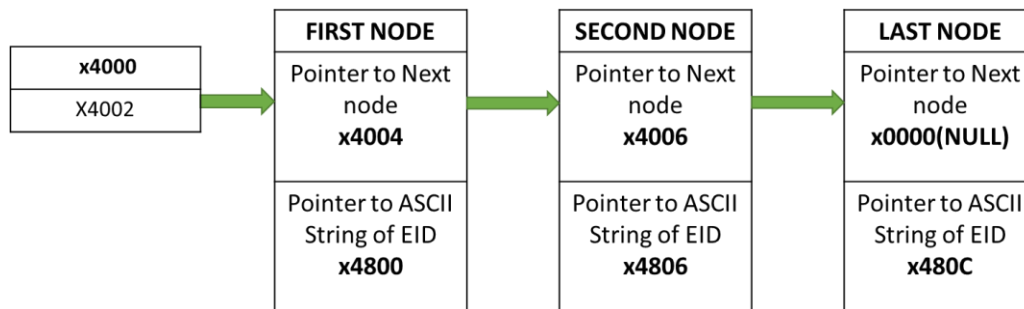 x4000
X4002
FIRST NODE
Pointer to Next
node
x4004
Pointer to ASCII
String of EID
x4800
SECOND NODE
Pointer to Next
node
x4006
Pointer to ASCII
String of EID
x4806
LAST NODE
Pointer to Next
node
x0000(NULL)
Pointer to ASCII
String of EID
x480C